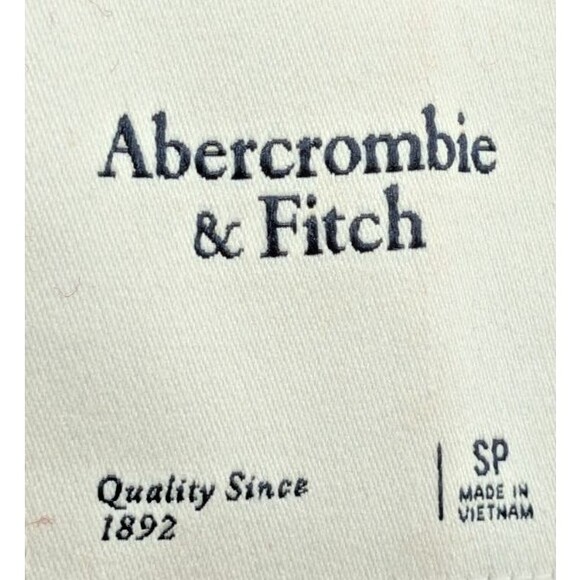 Abercrombie
& Fitch
Quality Since
1892
SP
MADE IN
VIETNAM